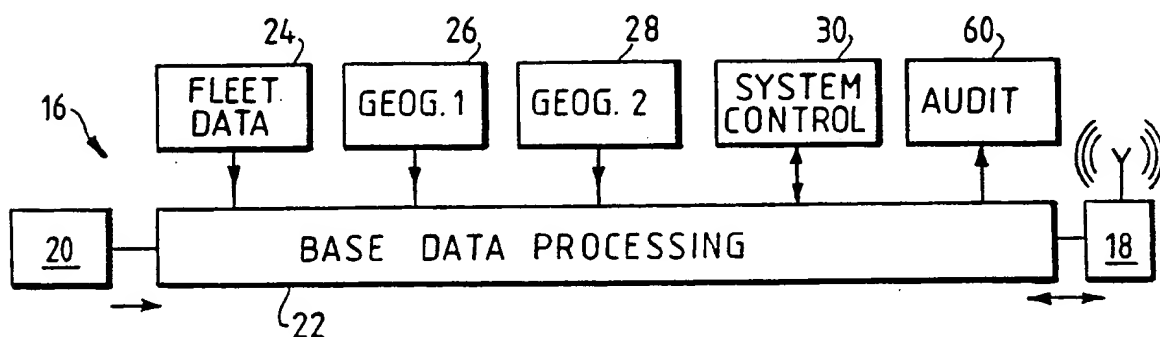 24
26
28
30
60
16
FLEET
DATA
GEOG. 1
GEOG. 2
SYSTEM
CONTROL
AUDIT
20
BASE DATA PROCESSING
18
22